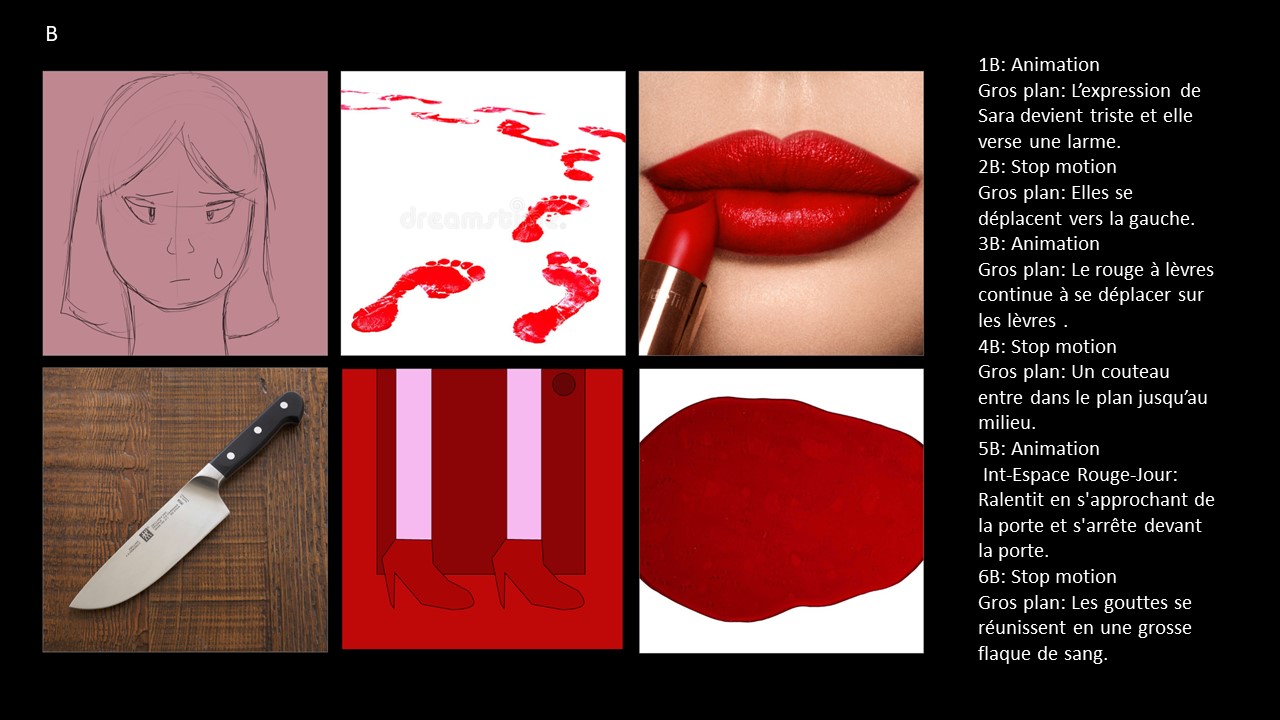 B
1B: Animation
Gros plan: L’expression de
Sara devient triste et elle
verse une larme.
2B: Stop motion
Gros plan: Elles se
déplacent vers la gauche.
3B: Animation
Gros plan: Le rouge à lèvres
continue à se déplacer sur
les lèvres .
4B: Stop motion
Gros plan: Un couteau
entre dans le plan jusqu’au
milieu.
5B: Animation
Int-Espace Rouge-Jour:
Ralentit en s'approchant de
la porte et s'arrête devant
la porte.
6B: Stop motion
Gros plan: Les gouttes se
réunissent en une grosse
flaque de sang.